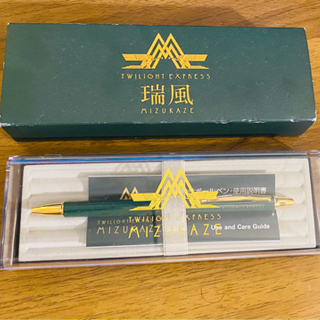 TWILIGHT EXPRESS
瑞風
MIZUKAZE
ボールペン・使用説明書
TWILIGHT EXPRESS
MIZUKAZE
Use and Care Guide